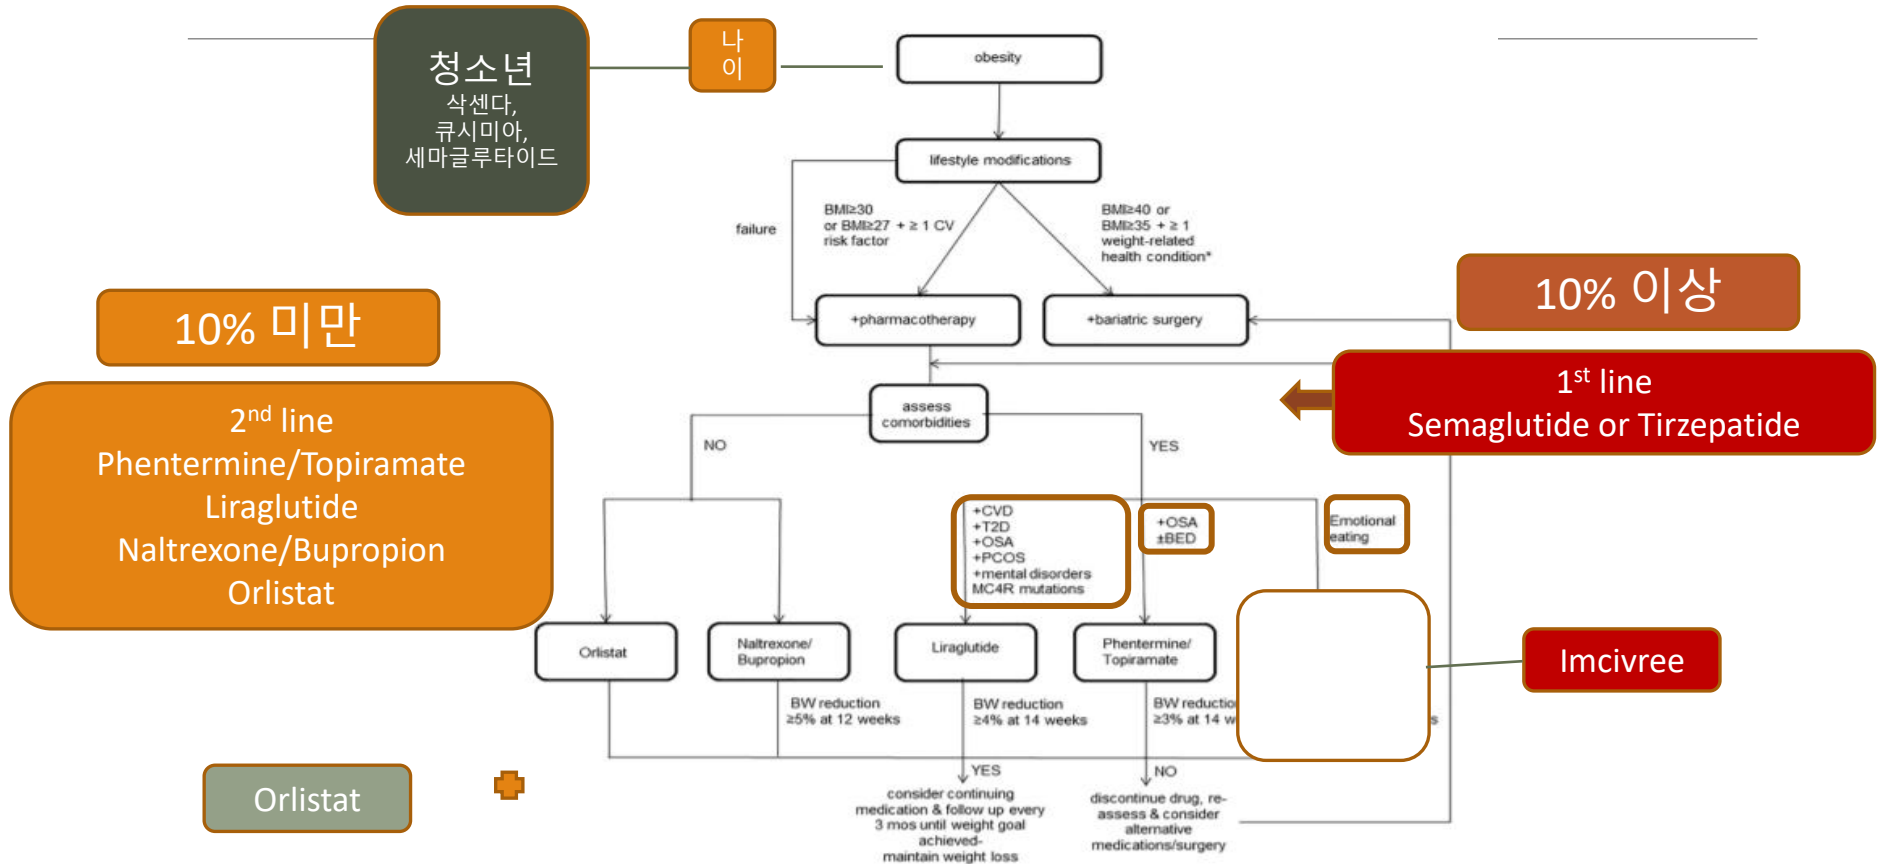 청소년
삭센다,
큐시미아,
세마글루타이드
나
이
obesity
lifestyle modifications
failure
BMI≥30
or BMI≥27 + ≥ 1 CV
risk factor
BMI≥40 or
BMI≥35 + ≥ 1
weight-related
health condition*
+pharmacotherapy
+bariatric surgery
10% 미만
10% 이상
2nd line
Phentermine/Topiramate
Liraglutide
Naltrexone/Bupropion
Orlistat
1st line
Semaglutide or Tirzepatide
assess
comorbidities
NO
YES
+CVD
+T2D
+OSA
+PCOS
+mental disorders
MC4R mutations
+OSA
±BED
Emotional
eating
Orlistat
Naltrexone/
Bupropion
Liraglutide
Phentermine/
Topiramate
Imcivree
BW reduction
≥5% at 12 weeks
BW reduction
≥4% at 14 weeks
BW reductio
≥3% at 14 w
s
YES
NO
consider continuing
medication & follow up every
3 mos until weight goal
achieved-
maintain weight loss
discontinue drug, re-
assess & consider
alternative
medications/surgery
Orlistat